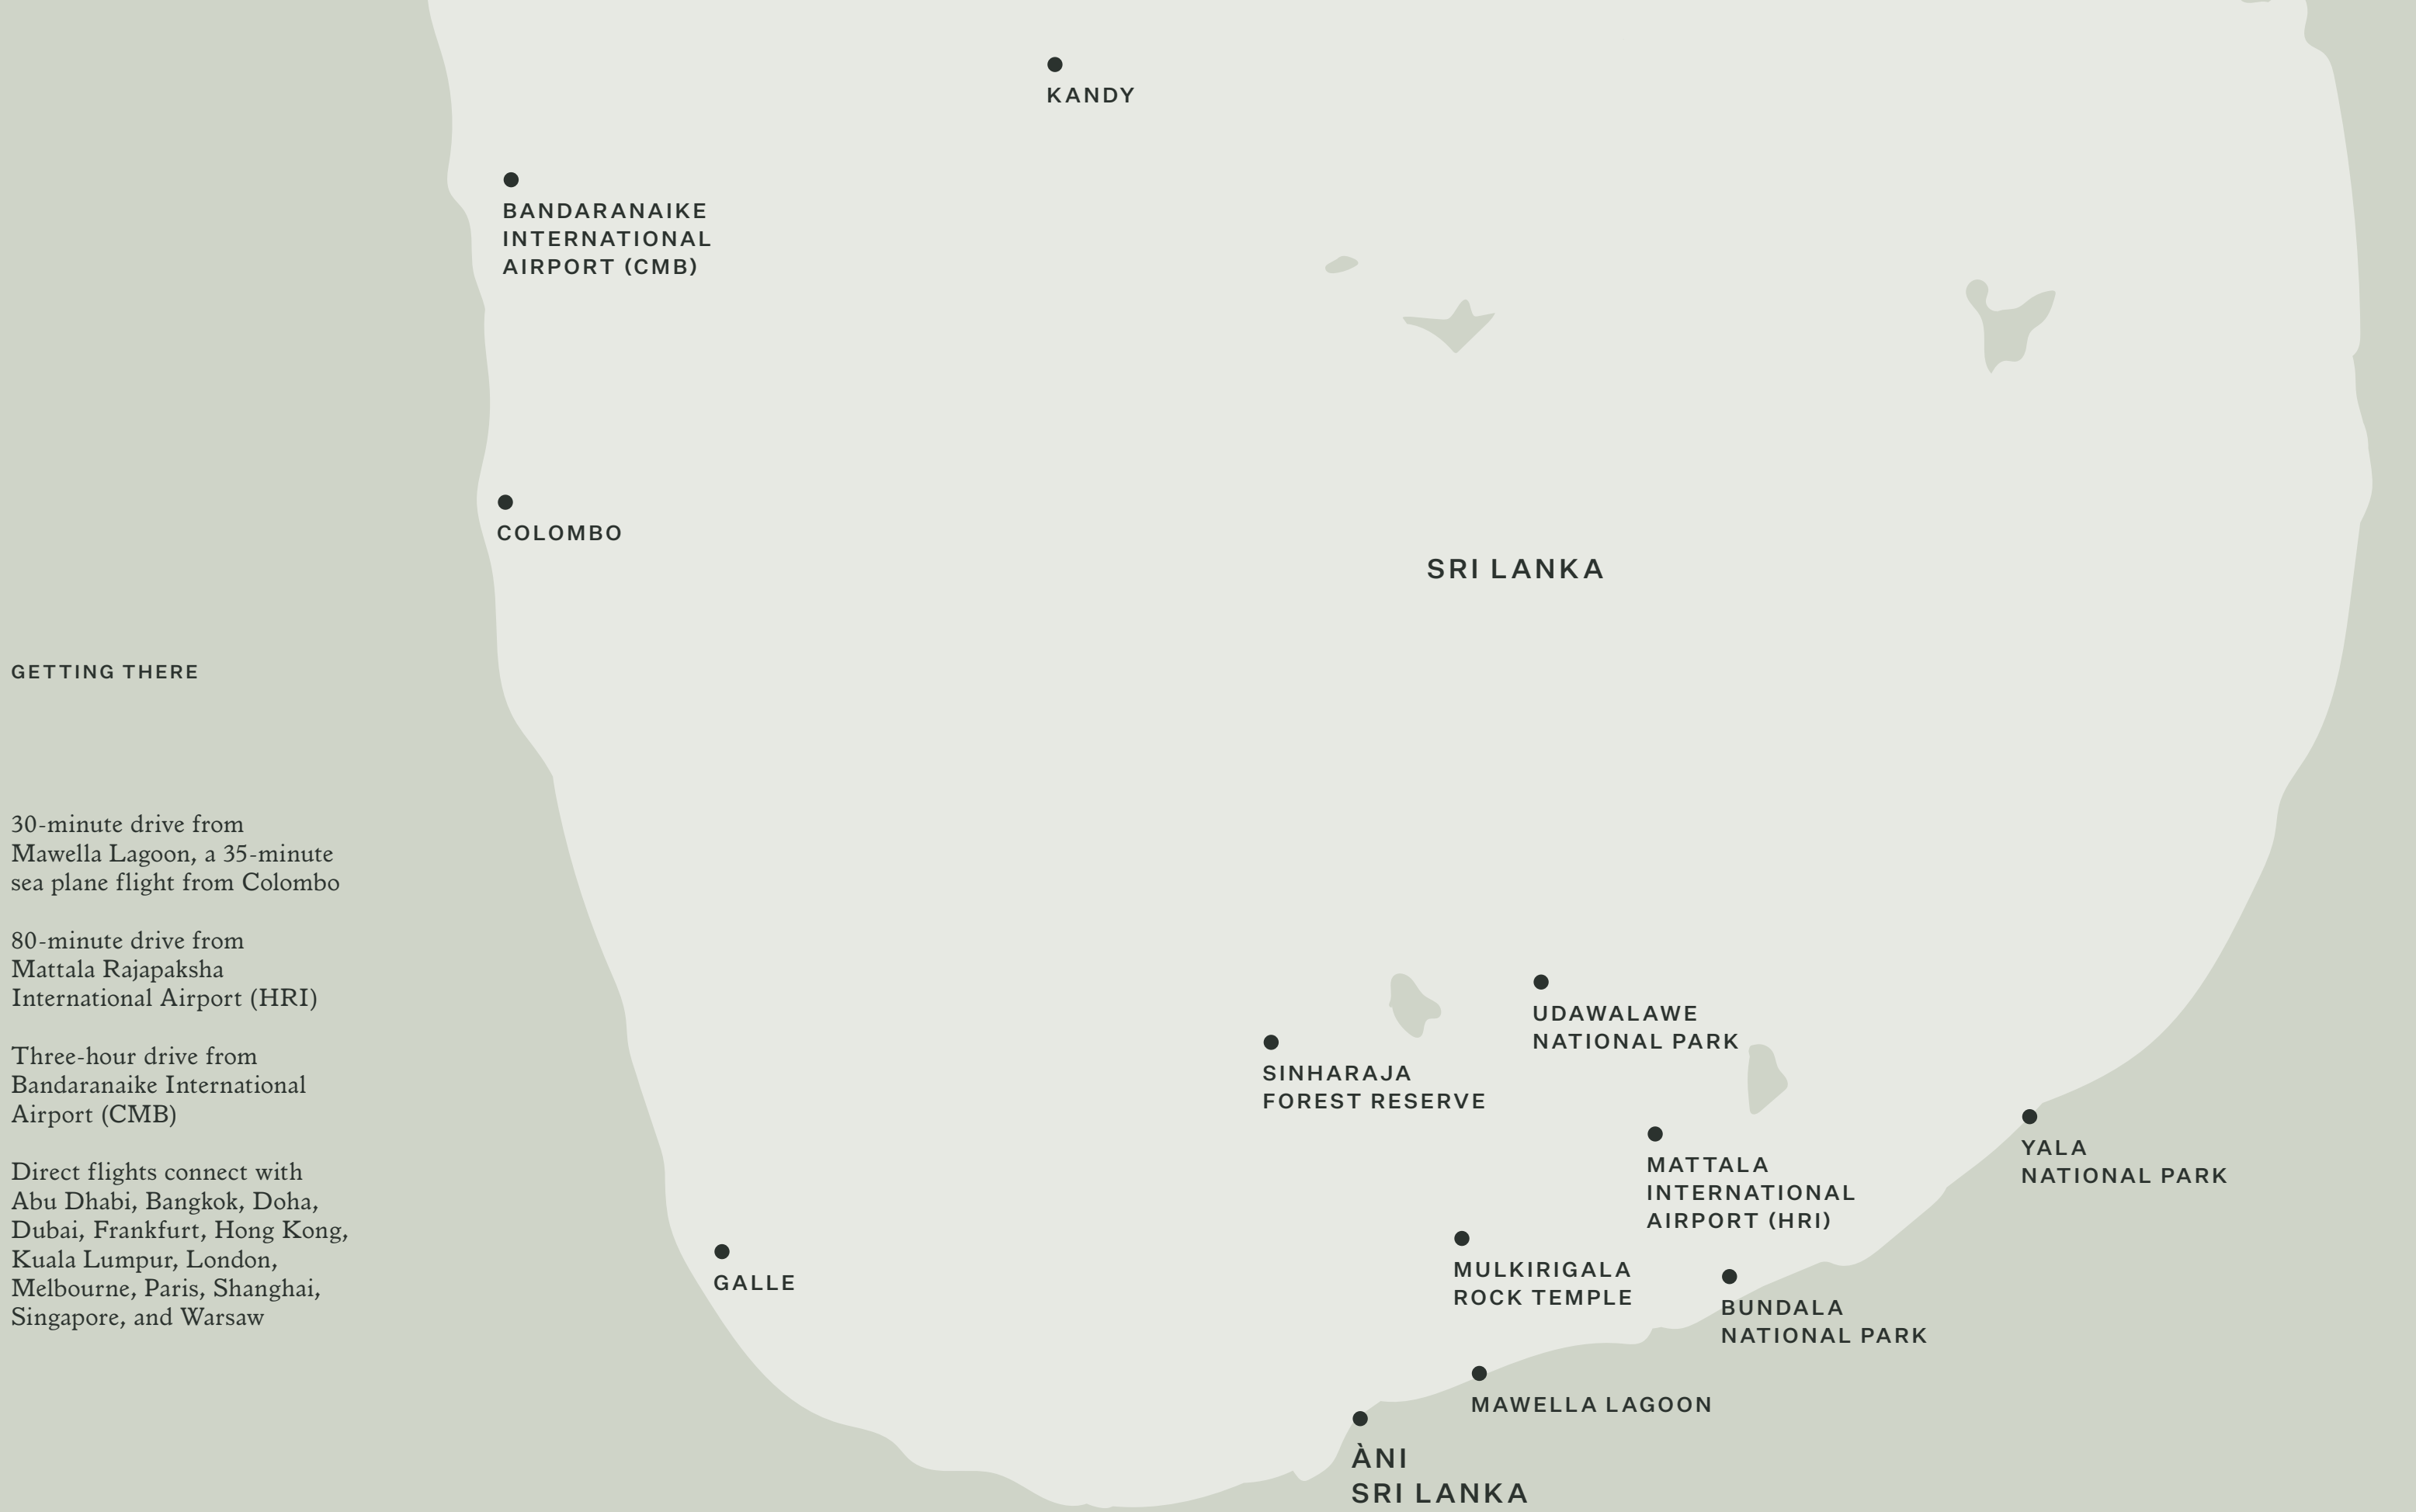 KANDY
BANDARANAIKE
INTERNATIONAL
AIRPORT (CMB)
COLOMBO
SRI LANKA
GETTING THERE
30-minute drive from
Mawella Lagoon, a 35-minute
sea plane flight from Colombo
80-minute drive from
Mattala Rajapaksha
International Airport (HRI)
Three-hour drive from
Bandaranaike International
Airport (CMB)
Direct flights connect with
Abu Dhabi, Bangkok, Doha,
Dubai, Frankfurt, Hong Kong,
Kuala Lumpur, London,
Melbourne, Paris, Shanghai,
Singapore, and Warsaw
UDAWALAWE
NATIONAL PARK
SINHARAJA
FOREST RESERVE
MATTALA
INTERNATIONAL
AIRPORT (HRI)
YALA
NATIONAL PARK
GALLE
MULKIRIGALA
ROCK TEMPLE
BUNDALA
NATIONAL PARK
MAWELLA LAGOON
ÀNI
SRI LANKA